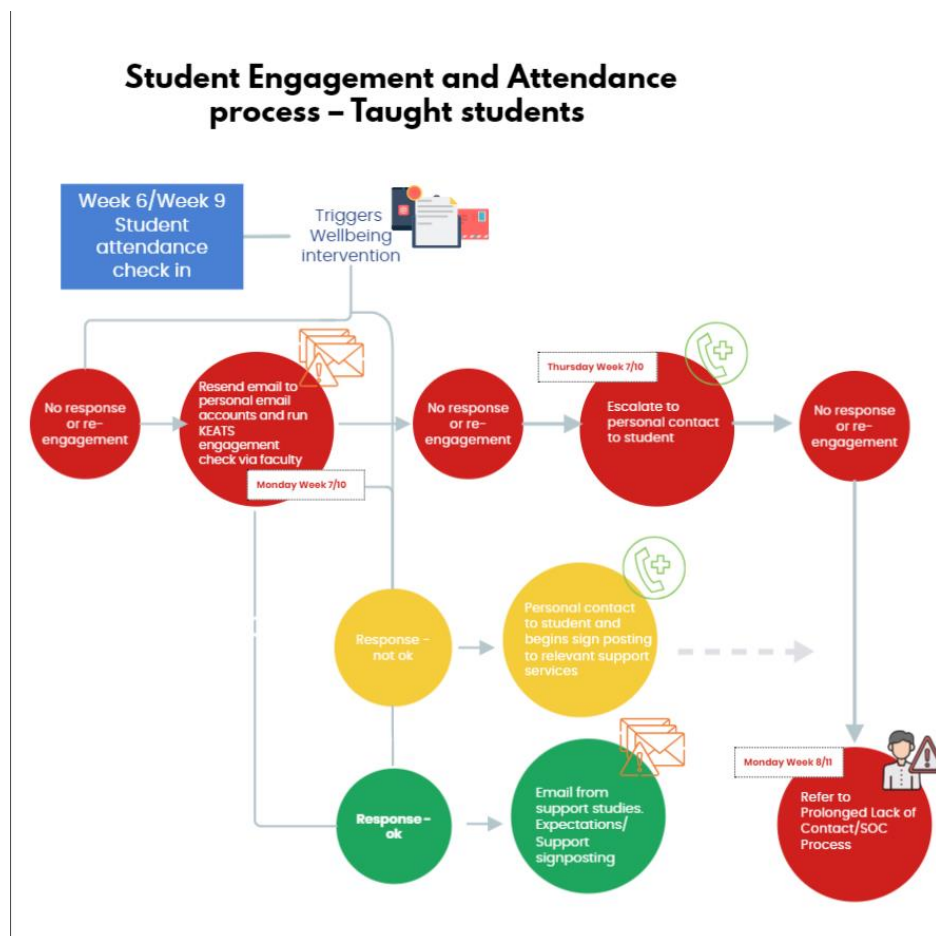 Student Engagement and Attendance
process – Taught students
Week 6/Week 9
Student
attendance
check in
Triggers
Wellbeing
intervention
No response
or re-
engagement
Resend email to
personal email
accounts and run
KEATS
engagement
check via faculty
Monday Week 7/10
No response
or re-
engagement
Thursday Week 7/10
Escalate to
personal contact
to student
No response
or re-
engagement
Response -
not ok
Personal contact
to student and
begins sign posting
to relevant support
services
Response -
ok
Email from
support studies.
Expectations/
Support
signposting
Monday Week 8/11
Refer to
Prolonged Lack of
Contact/SOC
Process